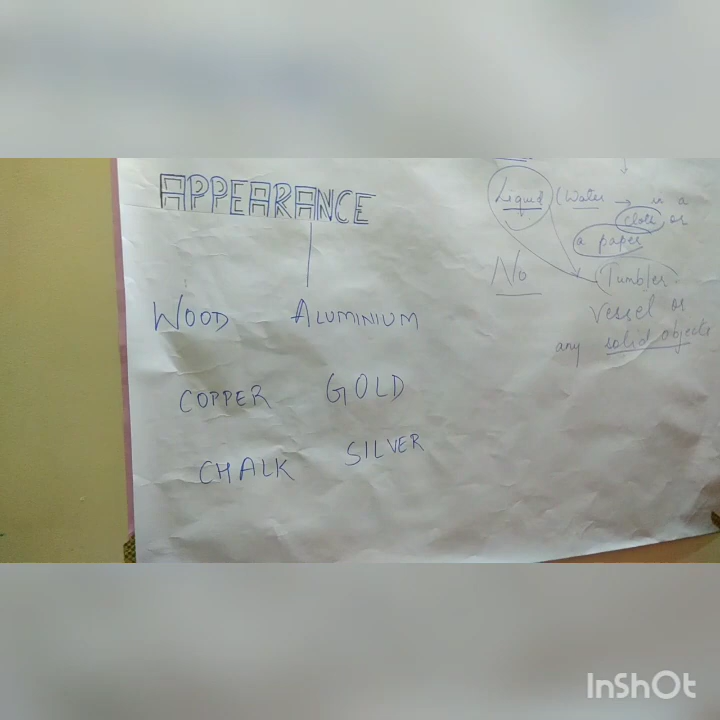 APPEARANCE
WOOD ALUMINIUM
COPPER GOLD
CHALK SILVER
Liquid (Water → in a
cloth or
a paper
No
(Tumbler.
vessel or
any solid objects
InShOt